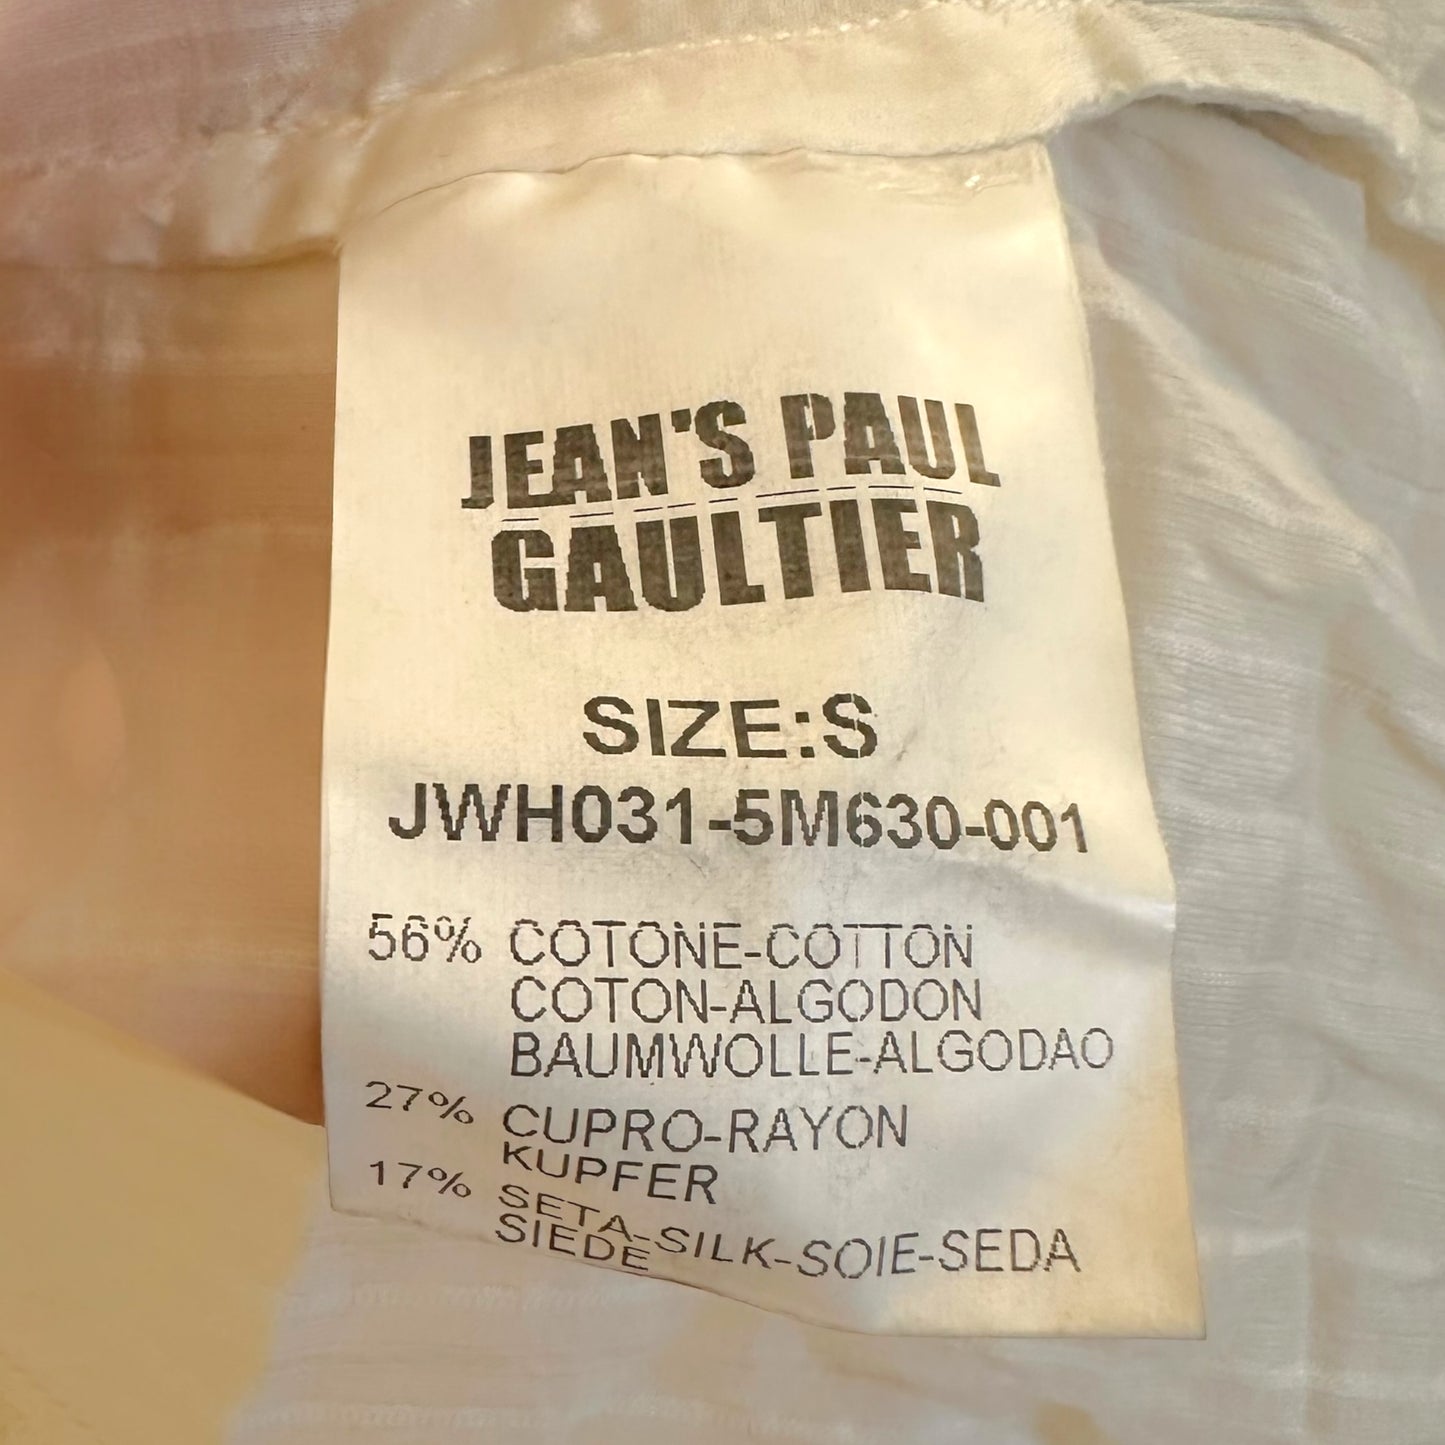 JEAN'S PAUL
GAULTIER
SIZE:S
JWH031-5M630-001
56% COTONE-COTTON
COTON-ALGODON
BAUMWOLLE-ALGODAO
27% CUPRO-RAYON
KUPFER
17% SETA-SILK-SOIE-SEDA
SIEDE